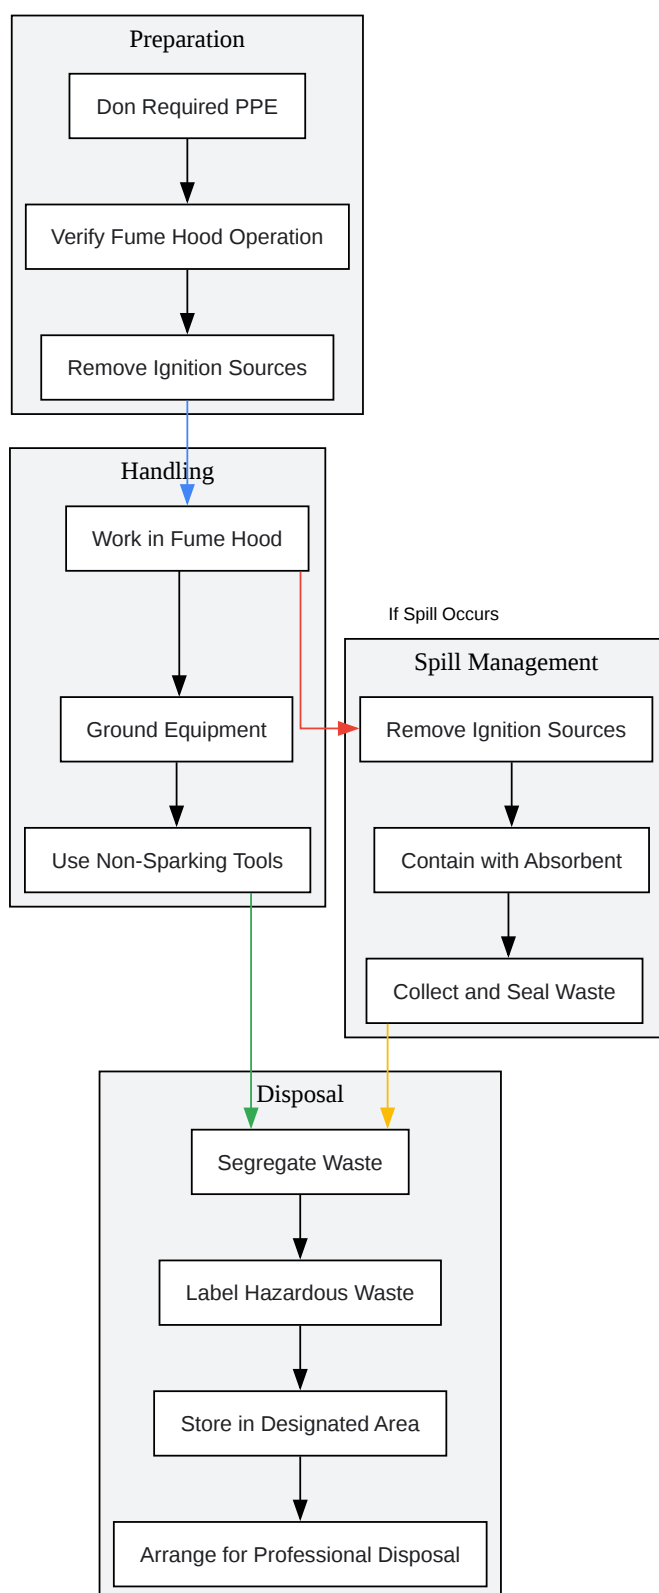 Preparation
Don Required PPE
Verify Fume Hood Operation
Remove Ignition Sources
Handling
Work in Fume Hood
If Spill Occurs
Spill Management
Ground Equipment
Remove Ignition Sources
Use Non-Sparking Tools
Contain with Absorbent
Collect and Seal Waste
Disposal
Segregate Waste
Label Hazardous Waste
Store in Designated Area
Arrange for Professional Disposal